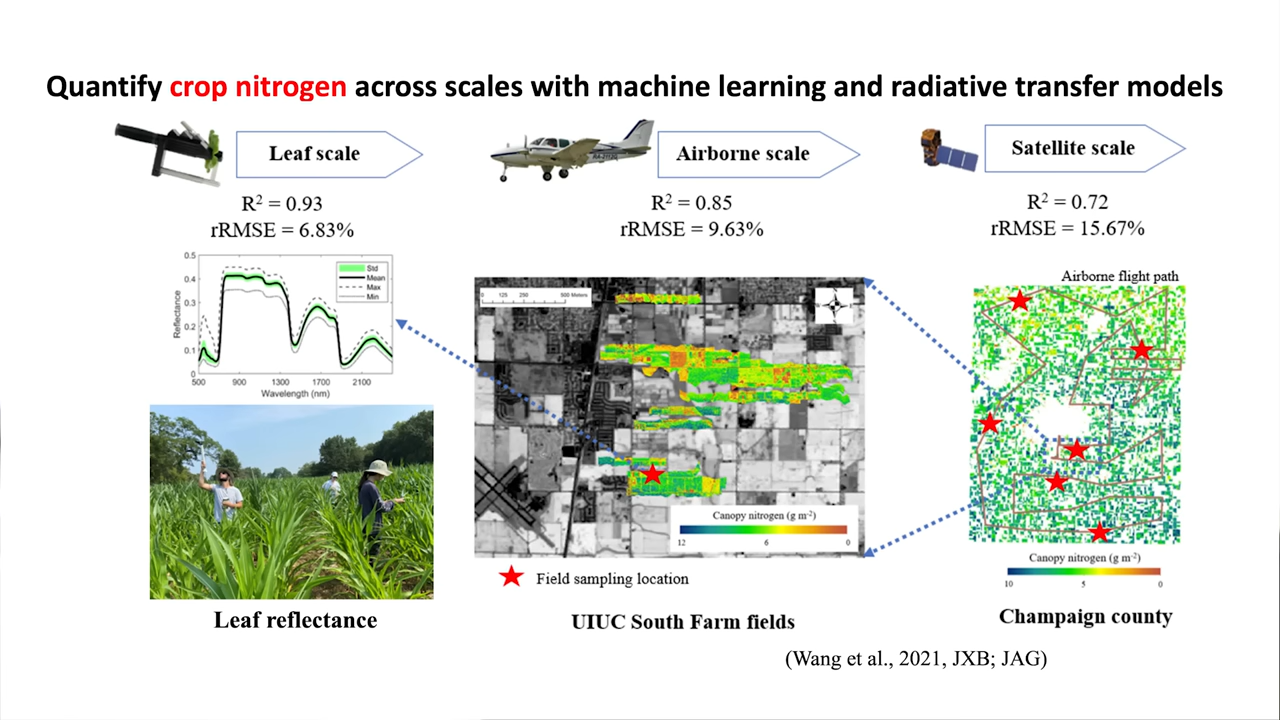 Quantify crop nitrogen across scales with machine learning and radiative transfer models
Leaf scale
R² = 0.93
rRMSE = 6.83%
Airborne scale
R² = 0.85
rRMSE = 9.63%
Satellite scale
R² = 0.72
rRMSE = 15.67%
0.5
0.4
0.3
0.2
0.1
0
Reflectance
Std
Mean
Max
Min
500 900 1300 1700 2100
Wavelength (nm)
Leaf reflectance
0 125 250 500 Meters
Canopy nitrogen (g m⁻²)
12 6 0
Field sampling location
UIUC South Farm fields
Airborne flight path
Canopy nitrogen (g m⁻²)
10 5 0
Champaign county
(Wang et al., 2021, JXB; JAG)